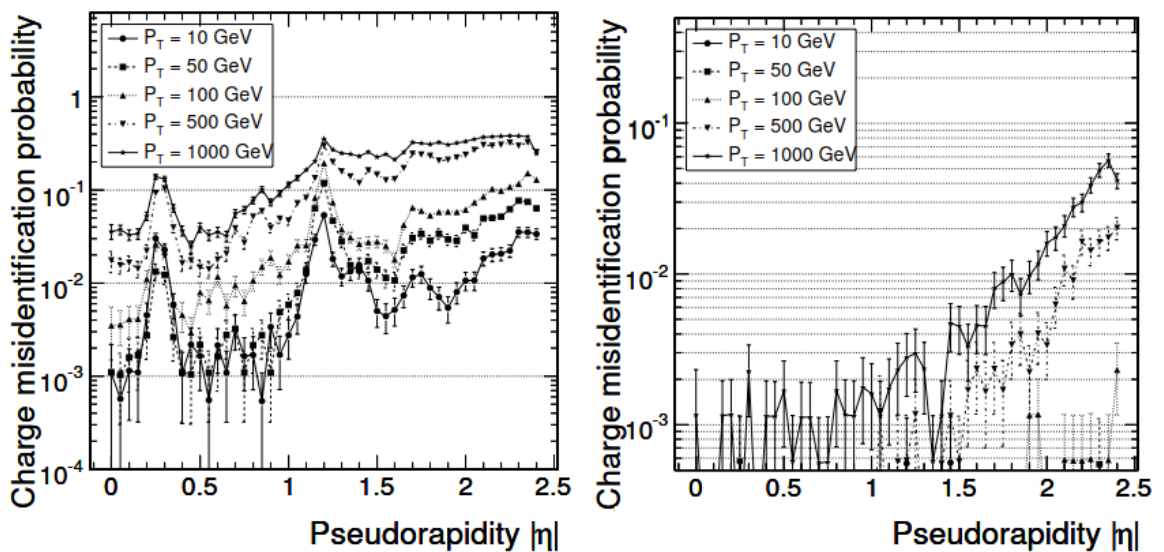 Charge misidentification probability
P_T = 10 GeV
P_T = 50 GeV
P_T = 100 GeV
P_T = 500 GeV
P_T = 1000 GeV
1
10^-1
10^-2
10^-3
10^-4
0 0.5 1 1.5 2 2.5
Pseudorapidity |η|
Charge misidentification probability
P_T = 10 GeV
P_T = 50 GeV
P_T = 100 GeV
P_T = 500 GeV
P_T = 1000 GeV
10^-1
10^-2
10^-3
0 0.5 1 1.5 2 2.5
Pseudorapidity |η|